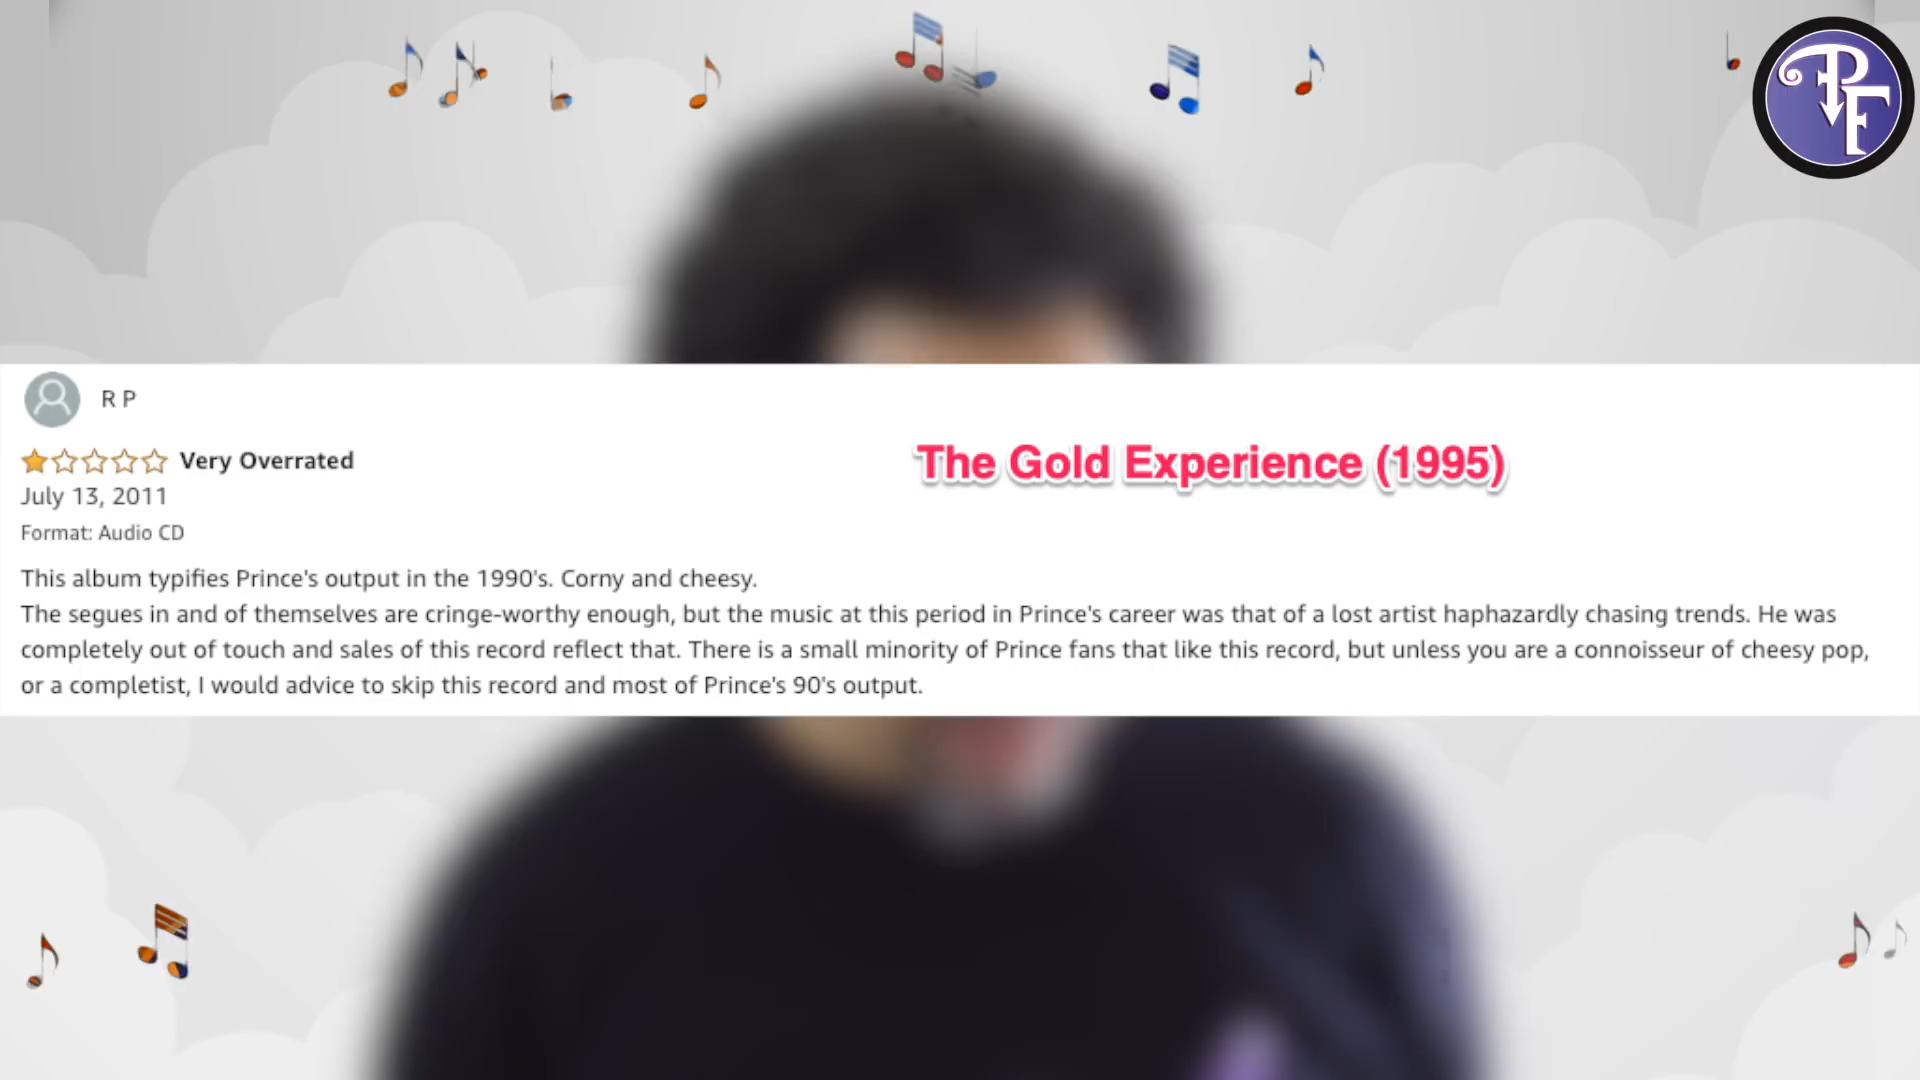 PF
R P
Very Overrated
The Gold Experience (1995)
July 13, 2011
Format: Audio CD
This album typifies Prince's output in the 1990's. Corny and cheesy.
The segues in and of themselves are cringe-worthy enough, but the music at this period in Prince's career was that of a lost artist haphazardly chasing trends. He was
completely out of touch and sales of this record reflect that. There is a small minority of Prince fans that like this record, but unless you are a connoisseur of cheesy pop,
or a completist, I would advice to skip this record and most of Prince's 90's output.